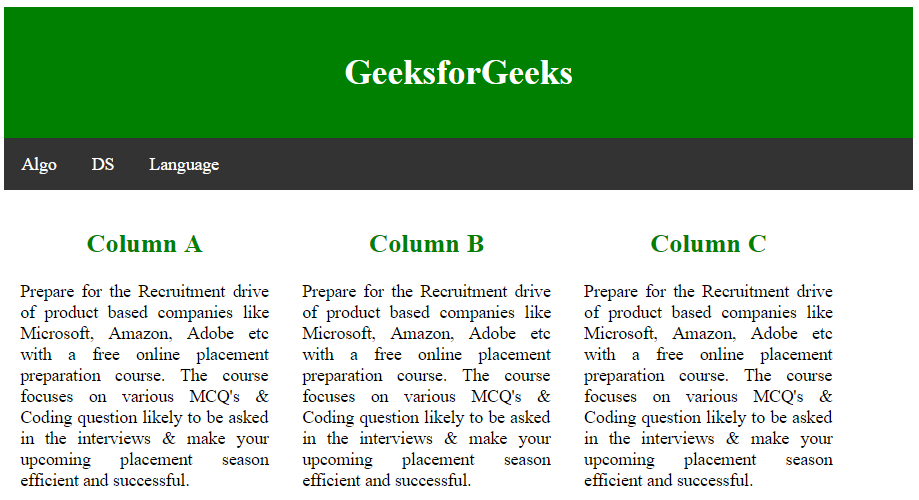 GeeksforGeeks
Algo DS Language
Column A
Prepare for the Recruitment drive
of product based companies like
Microsoft, Amazon, Adobe etc
with a free online placement
preparation course. The course
focuses on various MCQ's &
Coding question likely to be asked
in the interviews & make your
upcoming placement season
efficient and successful.
Column B
Prepare for the Recruitment drive
of product based companies like
Microsoft, Amazon, Adobe etc
with a free online placement
preparation course. The course
focuses on various MCQ's &
Coding question likely to be asked
in the interviews & make your
upcoming placement season
efficient and successful.
Column C
Prepare for the Recruitment drive
of product based companies like
Microsoft, Amazon, Adobe etc
with a free online placement
preparation course. The course
focuses on various MCQ's &
Coding question likely to be asked
in the interviews & make your
upcoming placement season
efficient and successful.